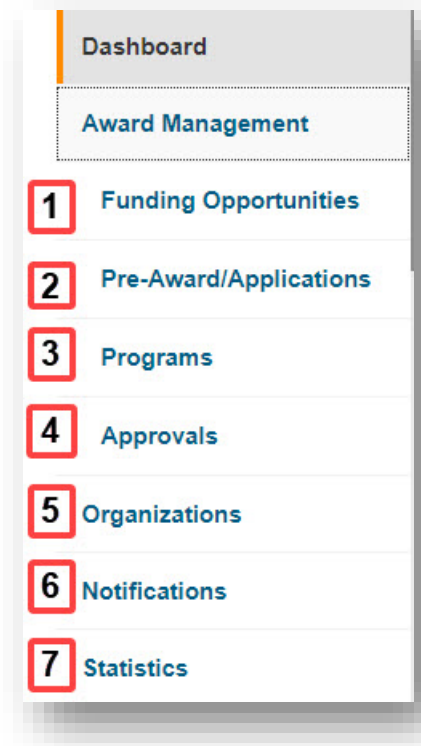 Dashboard
Award Management
1 Funding Opportunities
2 Pre-Award/Applications
3 Programs
4 Approvals
5 Organizations
6 Notifications
7 Statistics